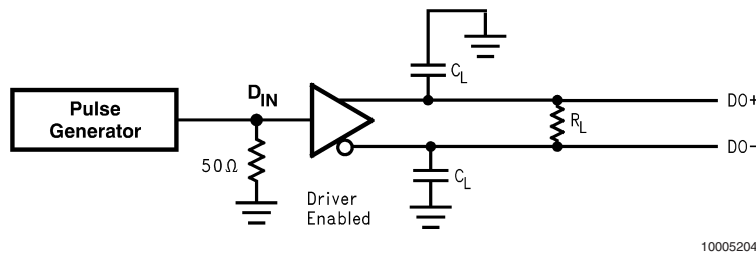 C_L
Pulse
Generator
D_IN
DO+
R_L
50Ω
DO−
C_L
Driver
Enabled
10005204